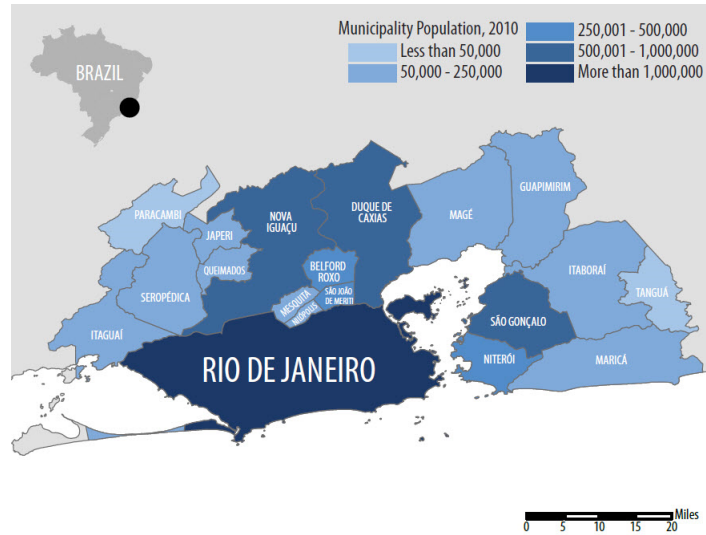 Municipality Population, 2010
Less than 50,000
50,000 - 250,000
250,001 - 500,000
500,001 - 1,000,000
More than 1,000,000
BRAZIL
PARACAMBI
JAPERI
NOVA
IGUAÇU
DUQUE DE
CAXIAS
MAGÉ
GUAPIMIRIM
QUEIMADOS
BELFORD
ROXO
SEROPÉDICA
MESQUITA
NILÓPOLIS
SÃO JOÃO
DE MERITI
ITABORAÍ
TANGUÁ
ITAGUAÍ
SÃO GONÇALO
RIO DE JANEIRO
NITERÓI
MARICÁ
Miles
0 5 10 15 20